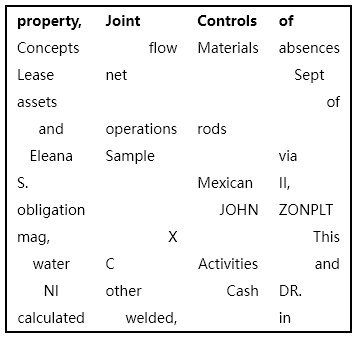 property, Joint Controls of
Concepts flow Materials absences
Lease net Sept
assets of
and operations rods
Eleana Sample via
S. Mexican II,
obligation JOHN ZONPLT
mag, X This
water C Activities and
NI other Cash DR.
calculated welded, in